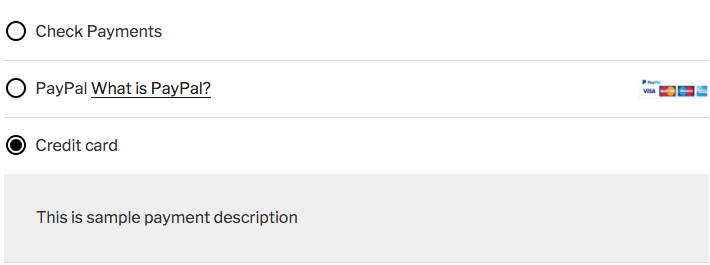 Check Payments
PayPal What is PayPal?
PayPal
VISA
Credit card
This is sample payment description